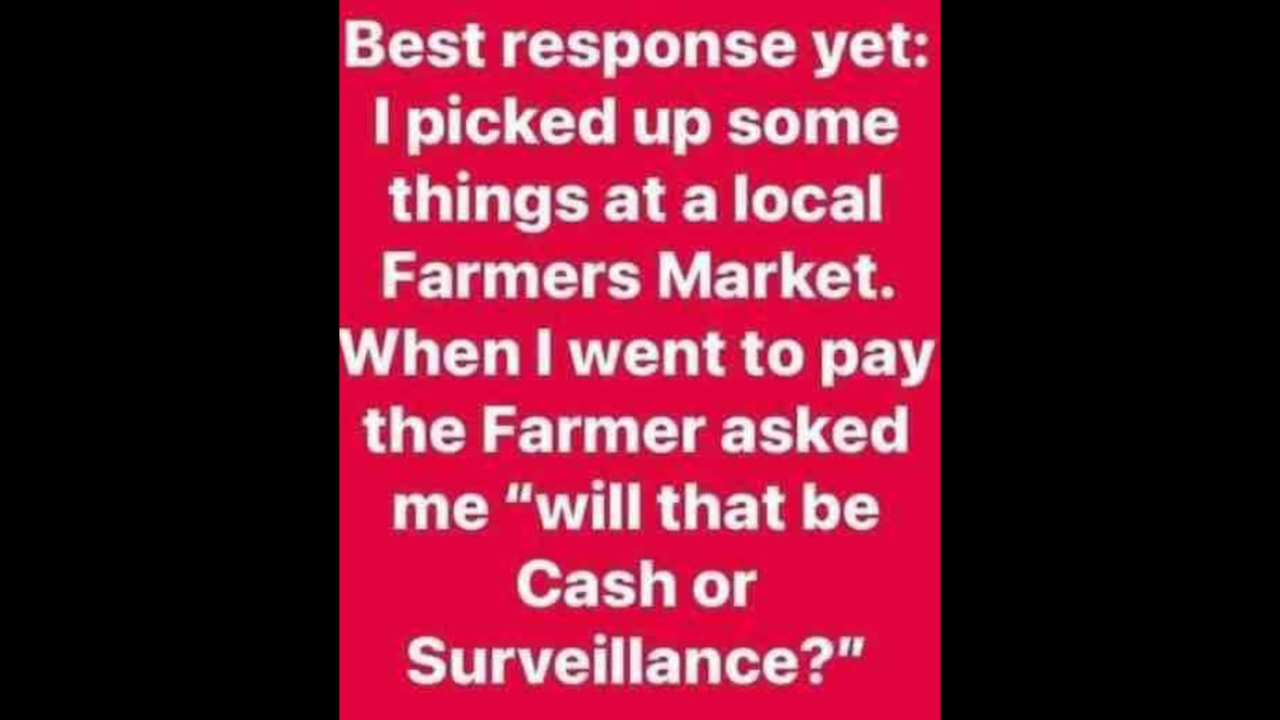 Best response yet:
I picked up some
things at a local
Farmers Market.
When I went to pay
the Farmer asked
me “will that be
Cash or
Surveillance?”